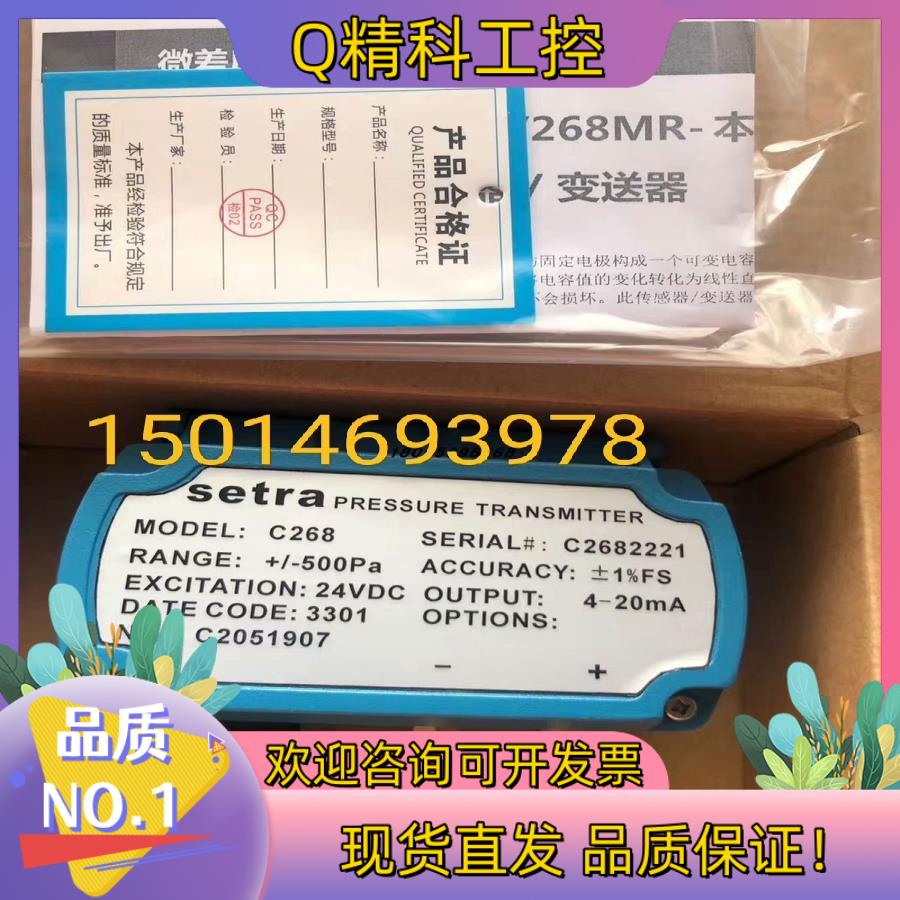 Q精科工控
微差
产品合格证
QUALIFIED CERTIFICATE
产品名称：
规格型号：
生产日期：
检验员：
生产厂家：
QC
PASS
检02
本产品经检验符合规定
的质量标准，准予出厂。
/268MR-本
/ 变送器
固定电极构成一个可变电容
电容值的变化转化为线性直
不会损坏。此传感器/变送器
15014693978
setra PRESSURE TRANSMITTER
MODEL: C268
SERIAL#: C2682221
RANGE: +/-500Pa
ACCURACY: ±1%FS
EXCITATION: 24VDC
OUTPUT: 4-20mA
DATE CODE: 3301
OPTIONS:
C2051907
- +
品质
NO.1
欢迎咨询可开发票
现货直发 品质保证！